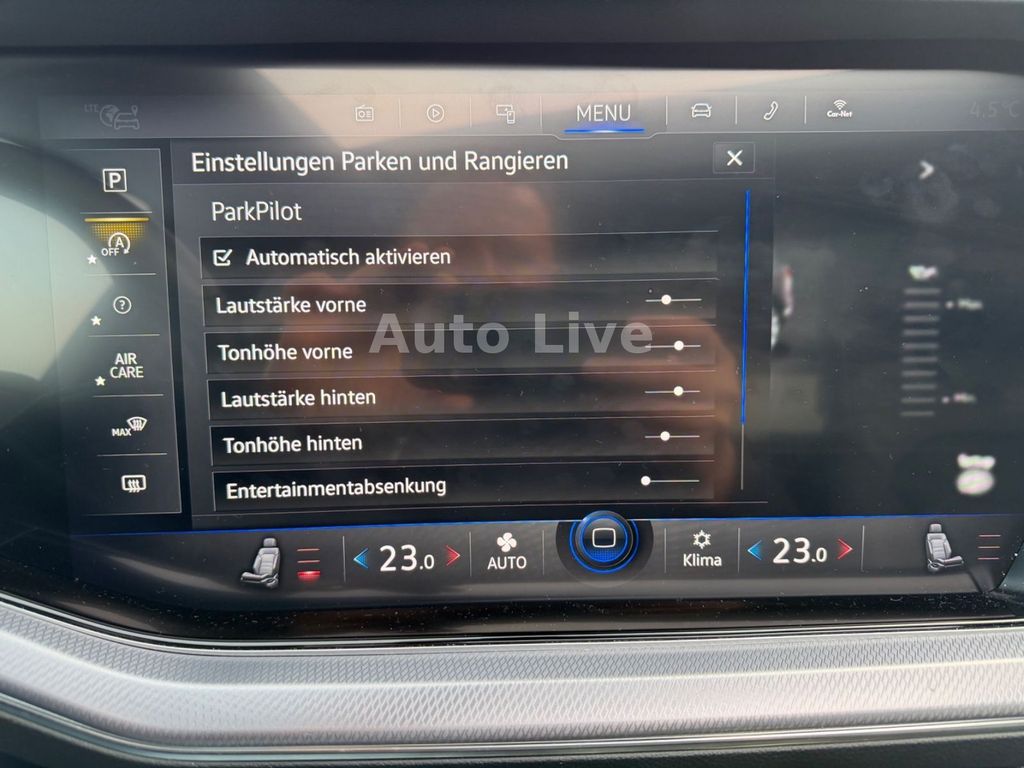 LTE
MENU
Car-Net
4.5°C
Einstellungen Parken und Rangieren
P
ParkPilot
A
OFF
Automatisch aktivieren
?
Lautstärke vorne
Auto Live
Tonhöhe vorne
AIR
CARE
Lautstärke hinten
MAX
Tonhöhe hinten
Entertainmentabsenkung
23.0
AUTO
Klima
23.0